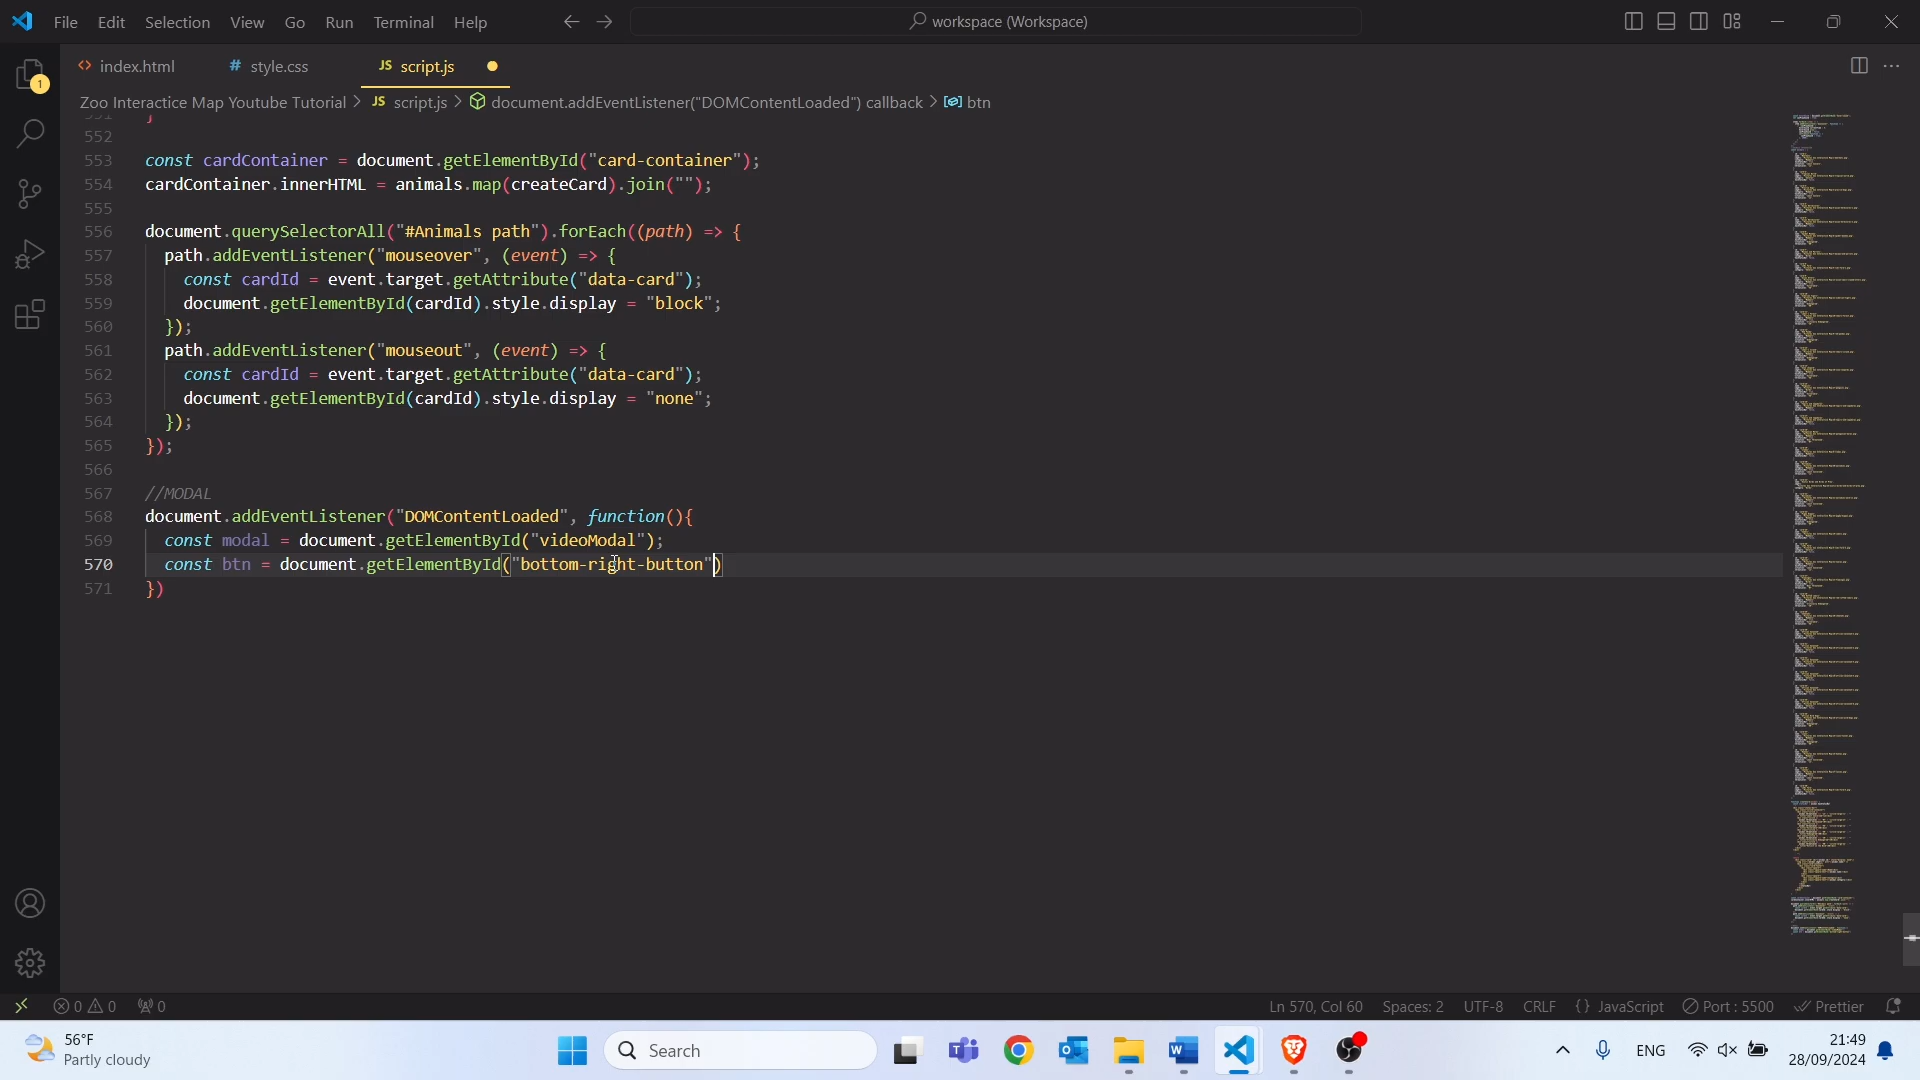 File Edit Selection View Go Run Terminal Help workspace (Workspace)
index.html style.css JS script.js
1
Zoo Interactice Map Youtube Tutorial > JS script.js > document.addEventListener("DOMContentLoaded") callback > btn
552
553 const cardContainer = document.getElementById("card-container");
554 cardContainer.innerHTML = animals.map(createCard).join("");
555
556 document.querySelectorAll("#Animals path").forEach((path) => {
557 path.addEventListener("mouseover", (event) => {
558 const cardId = event.target.getAttribute("data-card");
559 document.getElementById(cardId).style.display = "block";
560 });
561 path.addEventListener("mouseout", (event) => {
562 const cardId = event.target.getAttribute("data-card");
563 document.getElementById(cardId).style.display = "none";
564 });
565 });
566
567 //MODAL
568 document.addEventListener("DOMContentLoaded", function(){
569 const modal = document.getElementById("videoModal");
570 const btn = document.getElementById("bottom-right-button")
571 })
0 0 0 Ln 570, Col 60 Spaces: 2 UTF-8 CRLF {} JavaScript Port : 5500 Prettier
56°F
Partly cloudy
Search
ENG
21:49
28/09/2024